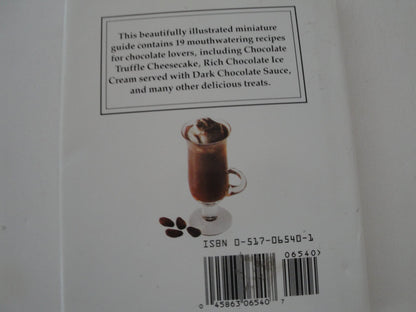 This beautifully illustrated miniature
guide contains 19 mouthwatering recipes
for chocolate lovers, including Chocolate
Truffle Cheesecake, Rich Chocolate Ice
Cream served with Dark Chocolate Sauce,
and many other delicious treats.
ISBN 0-517-06540-1
06540>
0 45863 06540 7